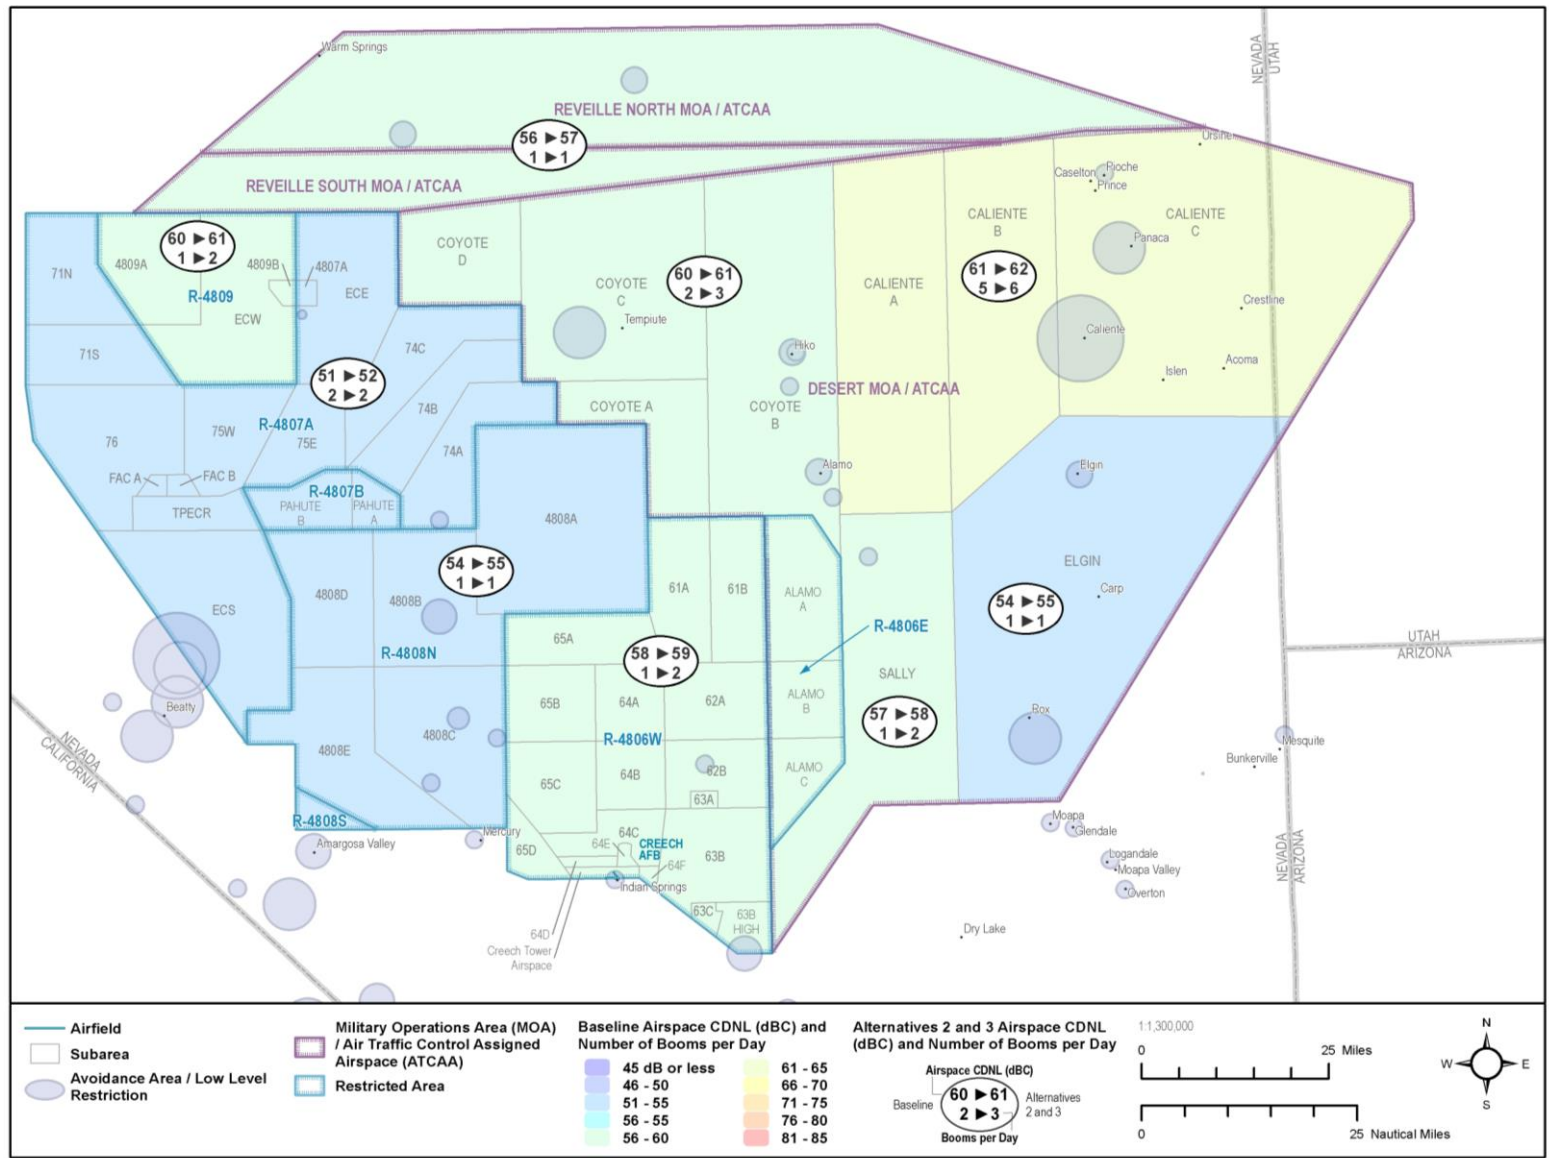 Warm Springs
NEVADA
UTAH
REVEILLE NORTH MOA / ATCAA
56 ►57
1 ►1
Ursine
REVEILLE SOUTH MOA / ATCAA
Caselton
Pioche
Prince
CALIENTE
B
CALIENTE
C
Panaca
60 ►61
1 ►2
COYOTE
D
71N
4809A
4809B
4807A
R-4809
ECE
ECW
COYOTE
C
60 ►61
2 ►3
CALIENTE
A
61 ►62
5 ►6
Crestline
Tempiute
Caliente
71S
74C
Hiko
Acoma
Islen
51 ►52
2 ►2
DESERT MOA / ATCAA
COYOTE A
COYOTE
B
74B
R-4807A
75W
75E
76
74A
FAC A
FAC B
Alamo
Elgin
R-4807B
PAHUTE
B
PAHUTE
A
TPECR
4808A
54 ►55
1 ►1
61A
61B
ALAMO
A
ELGIN
Carp
4808D
4808B
54 ►55
1 ►1
ECS
R-4806E
65A
R-4808N
58 ►59
1 ►2
UTAH
ARIZONA
SALLY
65B
64A
62A
ALAMO
B
Beatty
57 ►58
1 ►2
Rox
4808E
4808C
R-4806W
NEVADA
CALIFORNIA
Mesquite
Bunkerville
65C
64B
62B
ALAMO
C
63A
R-4808S
Mercury
Amargosa Valley
Moapa
Glendale
64C
64E
CREECH
AFB
65D
63B
64F
Logandale
Moapa Valley
NEVADA
ARIZONA
Indian Springs
Overton
63C
63B
HIGH
64D
Creech Tower
Airspace
Dry Lake
Airfield
Subarea
Avoidance Area / Low Level
Restriction
Military Operations Area (MOA)
/ Air Traffic Control Assigned
Airspace (ATCAA)
Restricted Area
Baseline Airspace CDNL (dBC) and
Number of Booms per Day
45 dB or less
46 - 50
51 - 55
56 - 55
56 - 60
61 - 65
66 - 70
71 - 75
76 - 80
81 - 85
Alternatives 2 and 3 Airspace CDNL
(dBC) and Number of Booms per Day
Airspace CDNL (dBC)
Baseline
60 ►61
2 ►3
Alternatives
2 and 3
Booms per Day
1:1,300,000
0 25 Miles
0 25 Nautical Miles
N
W E
S